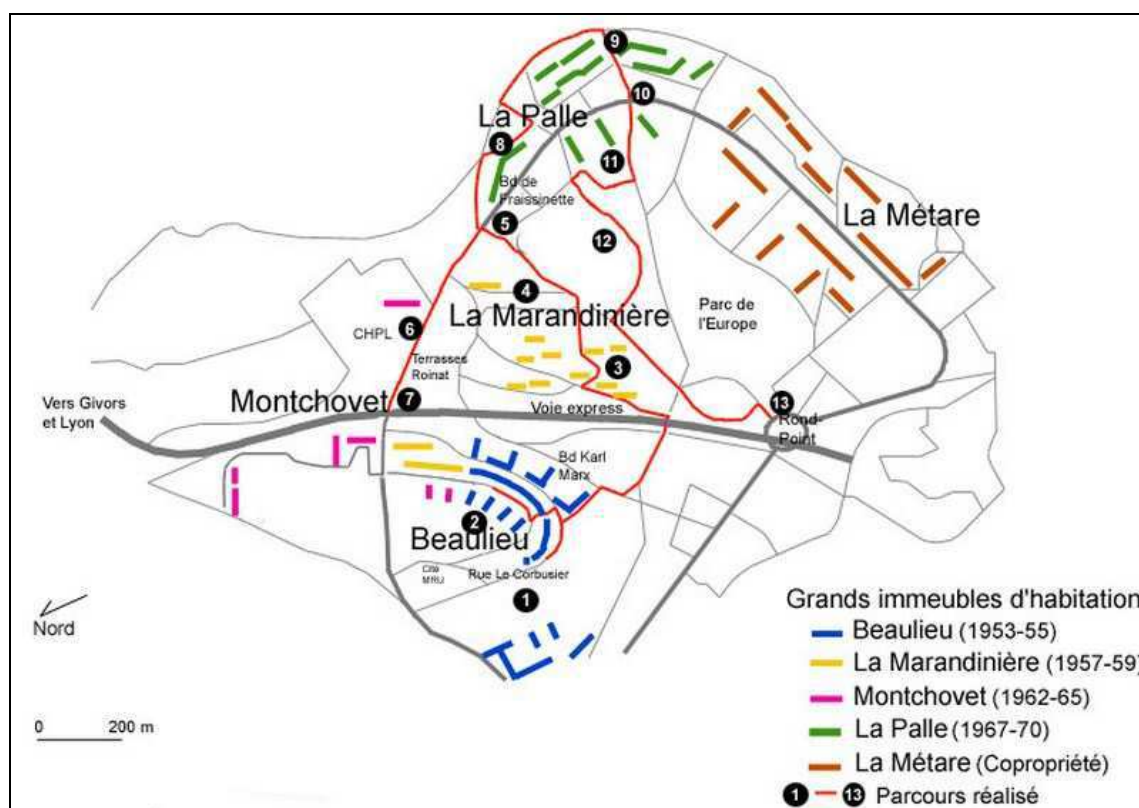 9
10
La Palle
8
11
Bd de
Fraissinette
La Métare
5
12
4
La Marandinière
Parc de
l'Europe
6
CHPL
Terrasses
Roinat
3
Montchovet
7
Vers Givors
et Lyon
Voie express
13
Rond-
Point
Bd Karl
Marx
2
Beaulieu
Cité
MRU
Rue Le Corbusier
1
Nord
0 200 m
Grands immeubles d'habitation
Beaulieu (1953-55)
La Marandinière (1957-59)
Montchovet (1962-65)
La Palle (1967-70)
La Métare (Copropriété)
1 13 Parcours réalisé